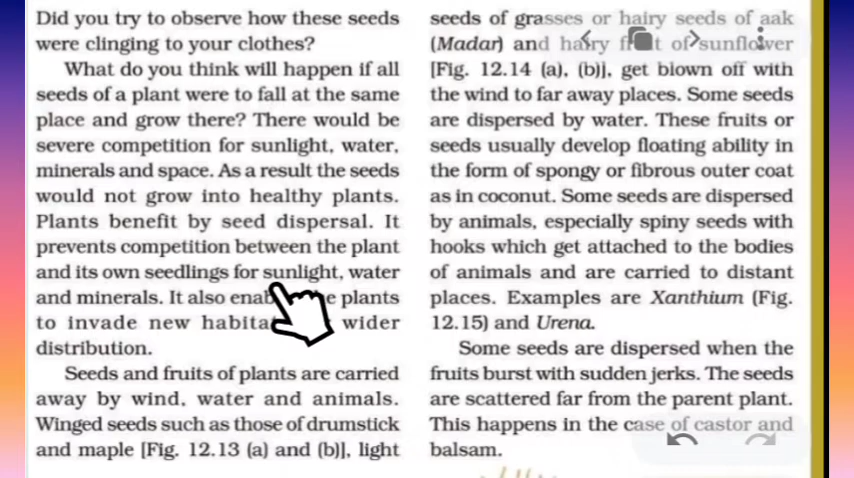 Did you try to observe how these seeds
were clinging to your clothes?
What do you think will happen if all
seeds of a plant were to fall at the same
place and grow there? There would be
severe competition for sunlight, water,
minerals and space. As a result the seeds
would not grow into healthy plants.
Plants benefit by seed dispersal. It
prevents competition between the plant
and its own seedlings for sunlight, water
and minerals. It also plants
to invade new wider
distribution.
Seeds and fruits of plants are carried
away by wind, water and animals.
Winged seeds such as those of drumstick
and maple [Fig. 12.13 (a) and (b)], light
seeds of grasses or hairy seeds of aak
(Madar) and hairy of sunflower
[Fig. 12.14 (a), (b)], get blown off with
the wind to far away places. Some seeds
are dispersed by water. These fruits or
seeds usually develop floating ability in
the form of spongy or fibrous outer coat
as in coconut. Some seeds are dispersed
by animals, especially spiny seeds with
hooks which get attached to the bodies
of animals and are carried to distant
places. Examples are Xanthium (Fig.
12.15) and Urena.
Some seeds are dispersed when the
fruits burst with sudden jerks. The seeds
are scattered far from the parent plant.
This happens in the case of castor and
balsam.